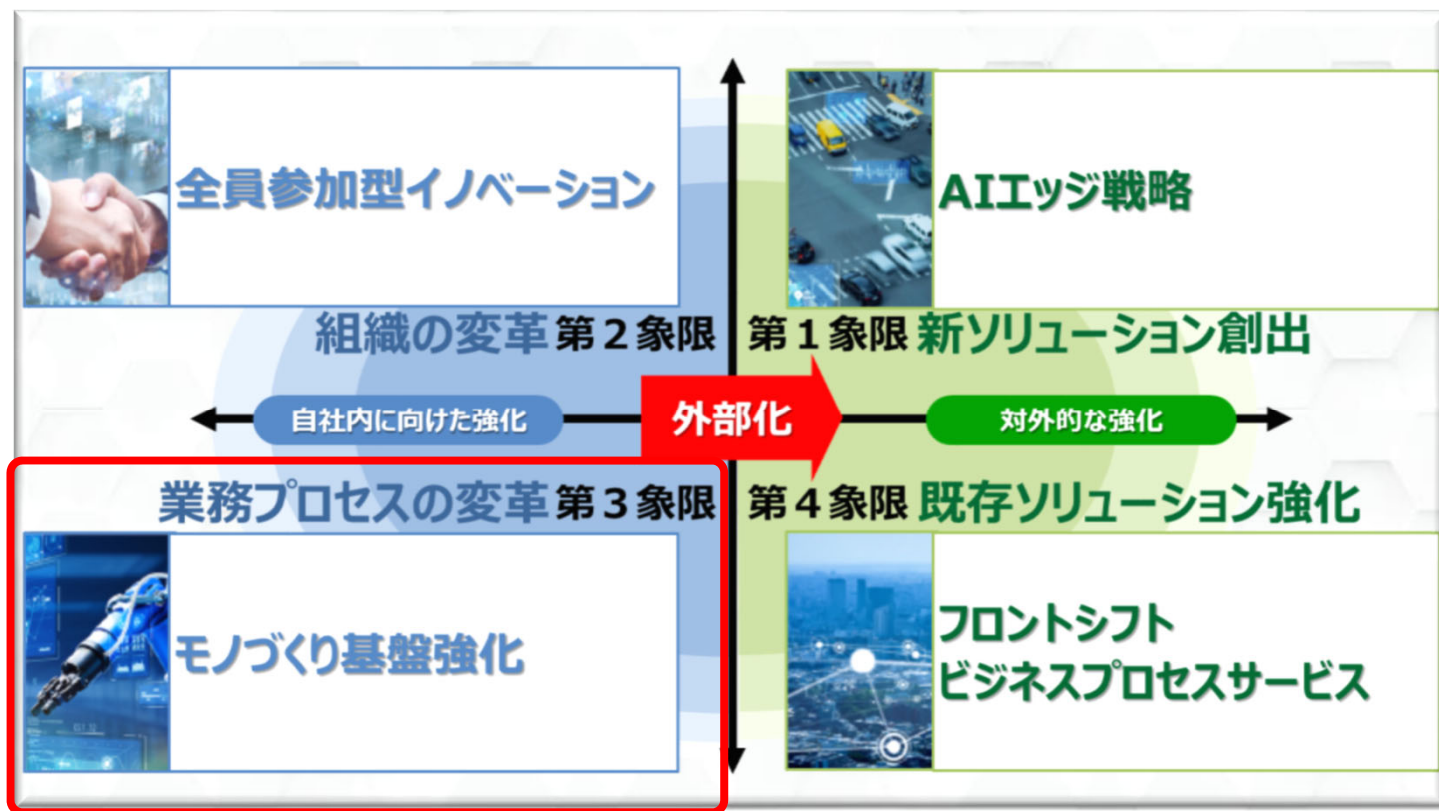 全員参加型イノベーション
AIエッジ戦略
組織の変革 第2象限
第1象限 新ソリューション創出
自社内に向けた強化
外部化
対外的な強化
業務プロセスの変革 第3象限
第4象限 既存ソリューション強化
モノづくり基盤強化
フロントシフト
ビジネスプロセスサービス